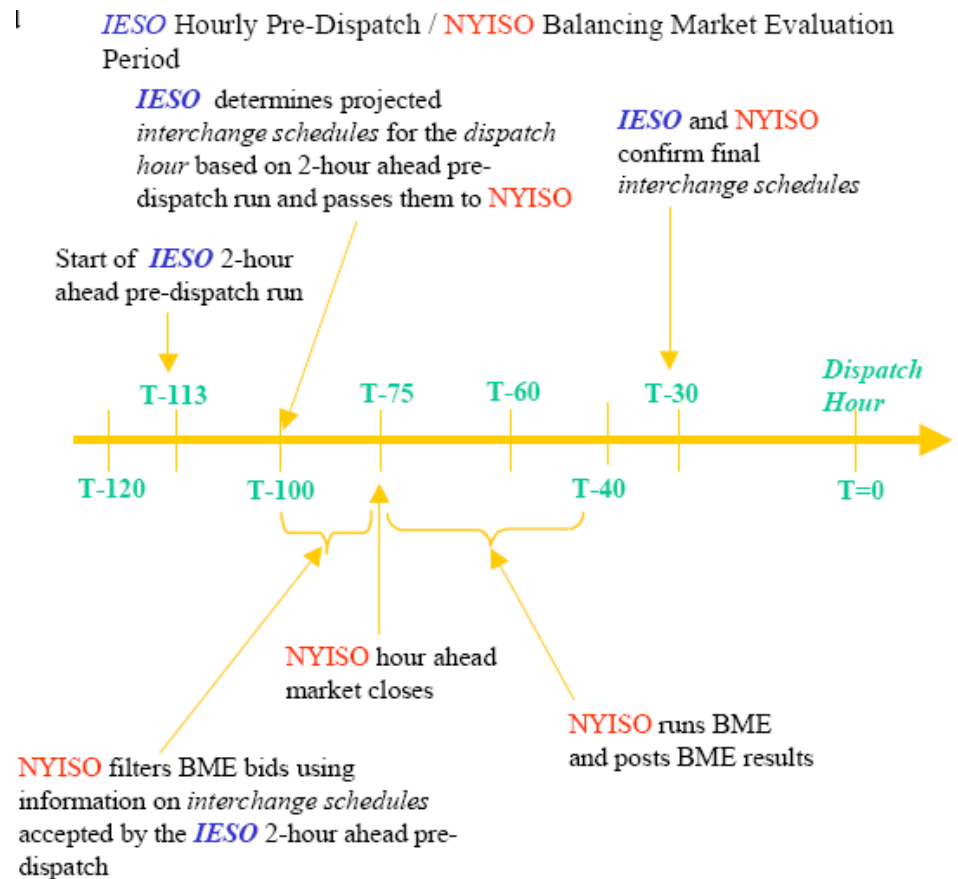 IESO Hourly Pre-Dispatch / NYISO Balancing Market Evaluation
Period
IESO determines projected
interchange schedules for the dispatch
hour based on 2-hour ahead pre-
dispatch run and passes them to NYISO
IESO and NYISO
confirm final
interchange schedules
Start of IESO 2-hour
ahead pre-dispatch run
T-113
T-75
T-60
T-30
Dispatch
Hour
T-120
T-100
T-40
T=0
NYISO hour ahead
market closes
NYISO runs BME
and posts BME results
NYISO filters BME bids using
information on interchange schedules
accepted by the IESO 2-hour ahead pre-
dispatch